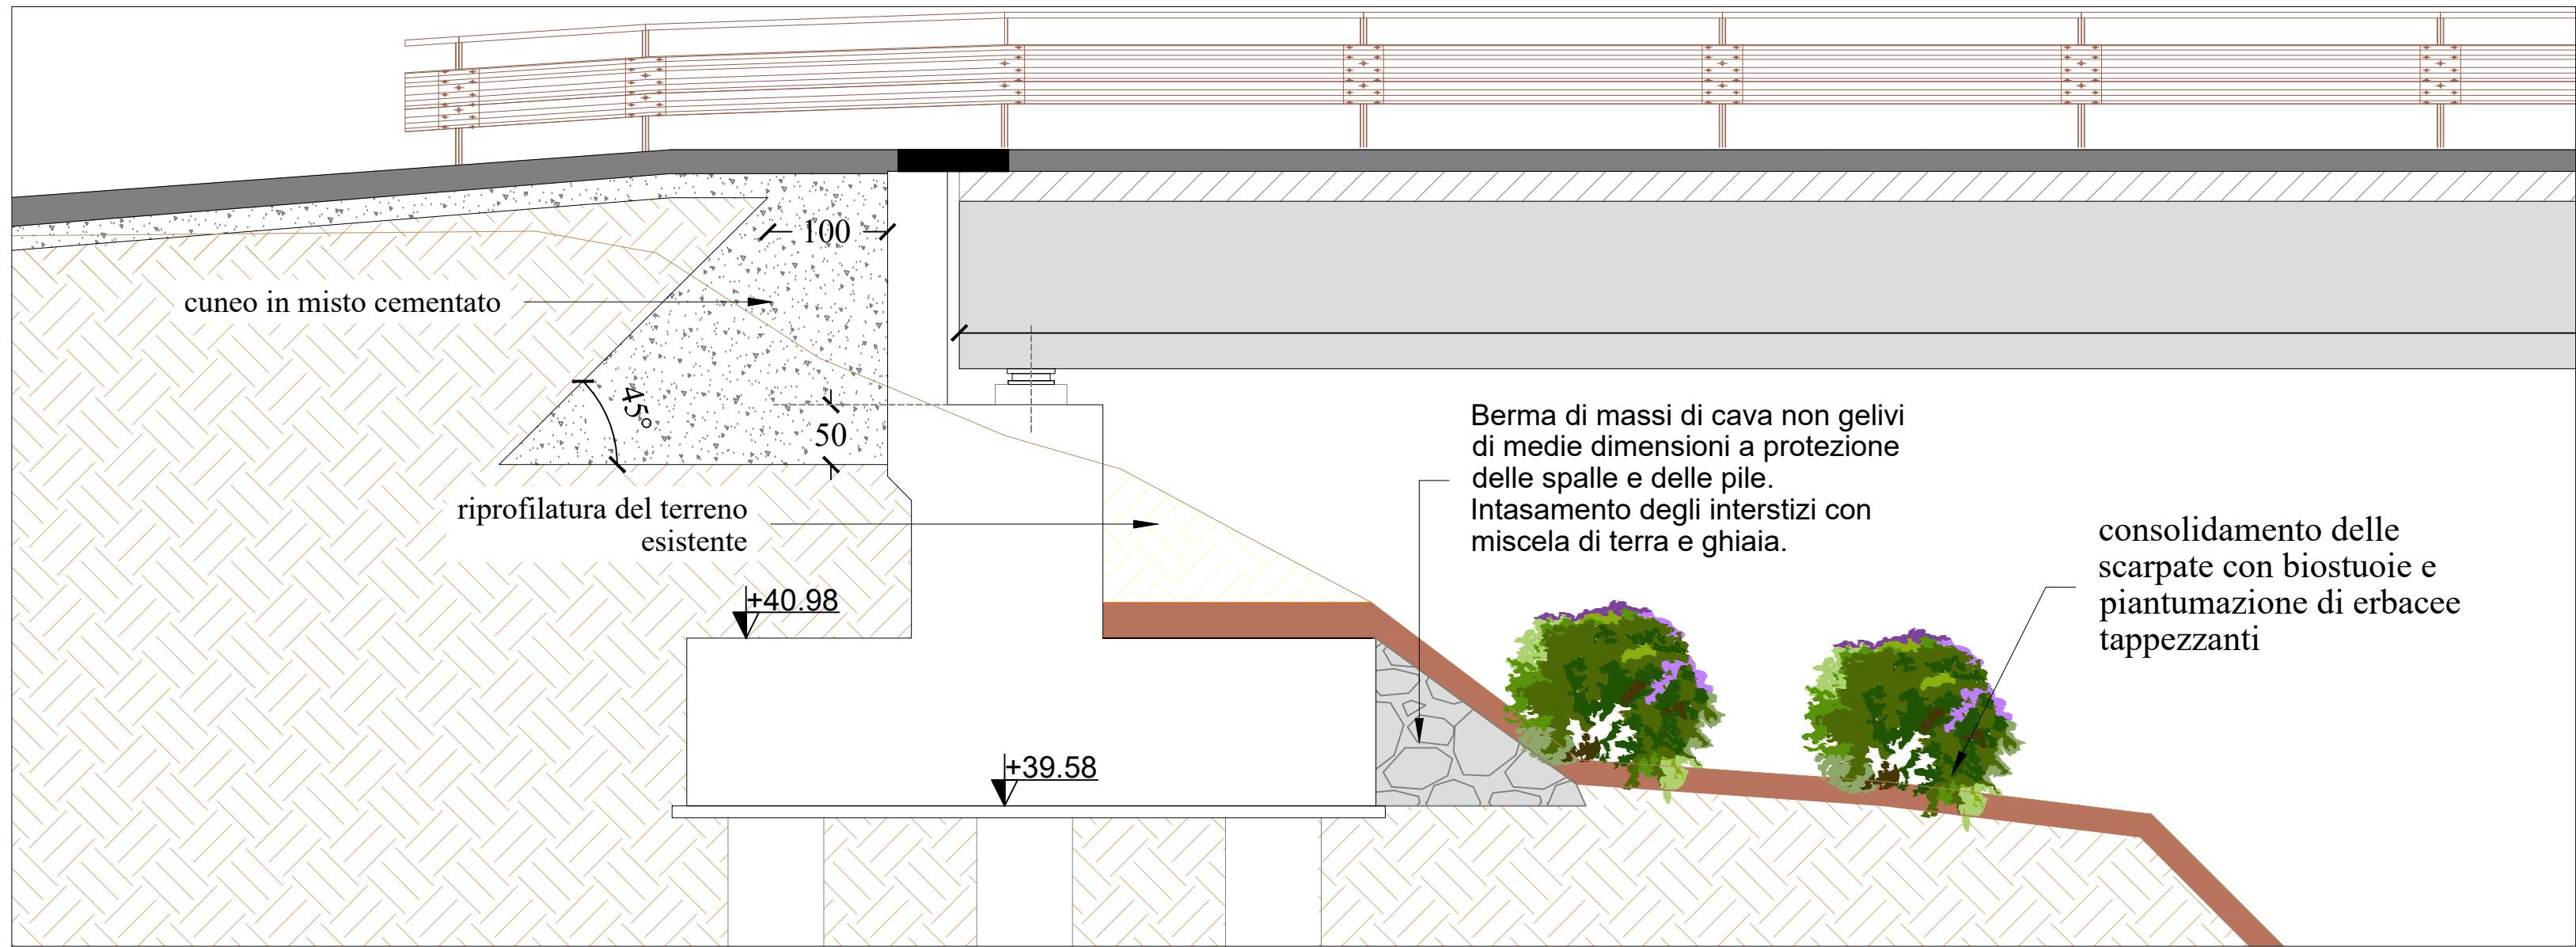 100
cuneo in misto cementato
45°
50
Berma di massi di cava non gelivi
di medie dimensioni a protezione
delle spalle e delle pile.
Intasamento degli interstizi con
miscela di terra e ghiaia.
riprofilatura del terreno
esistente
consolidamento delle
scarpate con biostuoie e
piantumazione di erbacee
tappezzanti
+40.98
+39.58